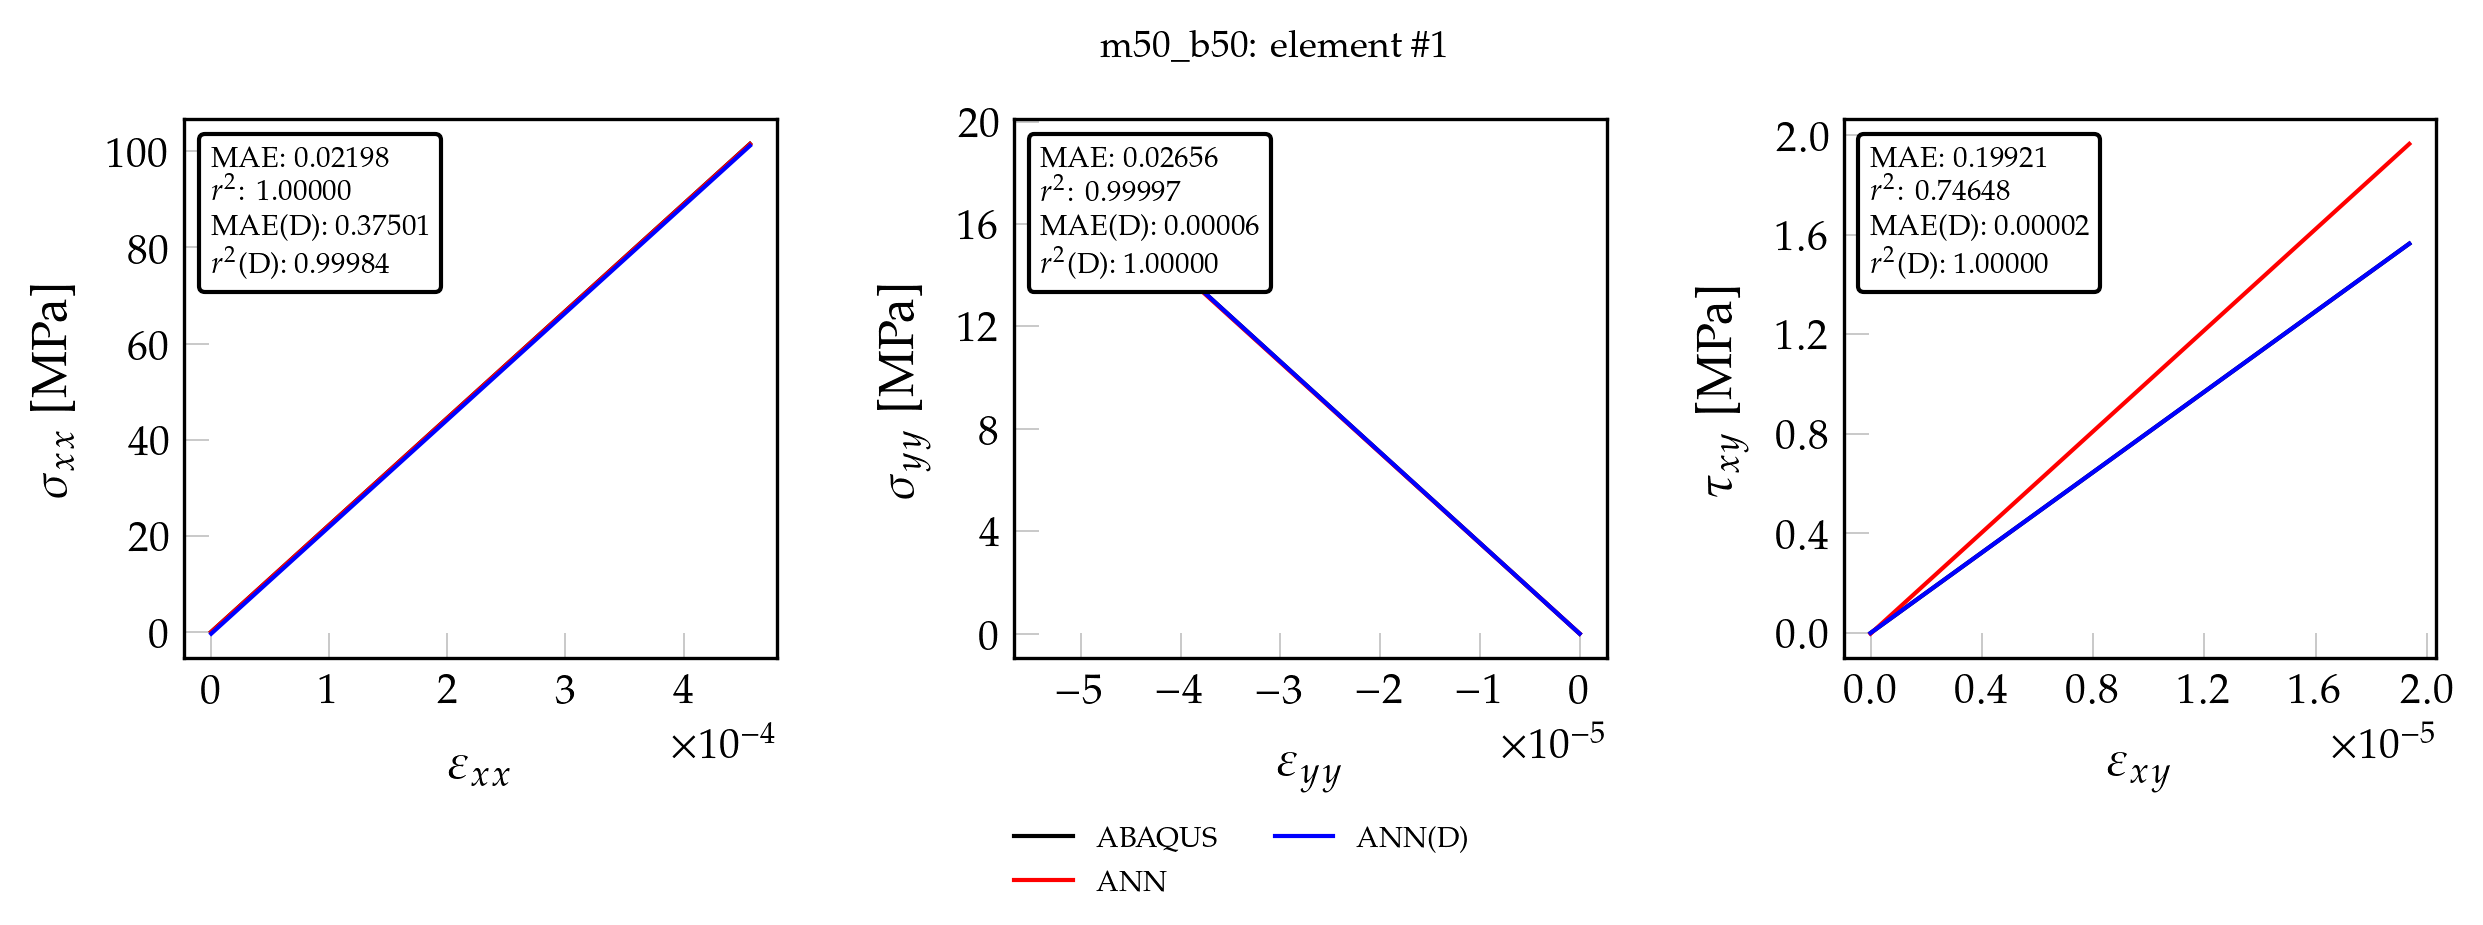 m50_b50: element #1
MAE: 0.02198
r²: 1.00000
MAE(D): 0.37501
r²(D): 0.99984
100
80
60
40
20
0
σxx [MPa]
0 1 2 3 4
×10⁻⁴
εxx
MAE: 0.02656
r²: 0.99997
MAE(D): 0.00006
r²(D): 1.00000
20
16
12
8
4
0
σyy [MPa]
−5 −4 −3 −2 −1 0
×10⁻⁵
εyy
MAE: 0.19921
r²: 0.74648
MAE(D): 0.00002
r²(D): 1.00000
2.0
1.6
1.2
0.8
0.4
0.0
τxy [MPa]
0.0 0.4 0.8 1.2 1.6 2.0
×10⁻⁵
εxy
ABAQUS ANN(D)
ANN